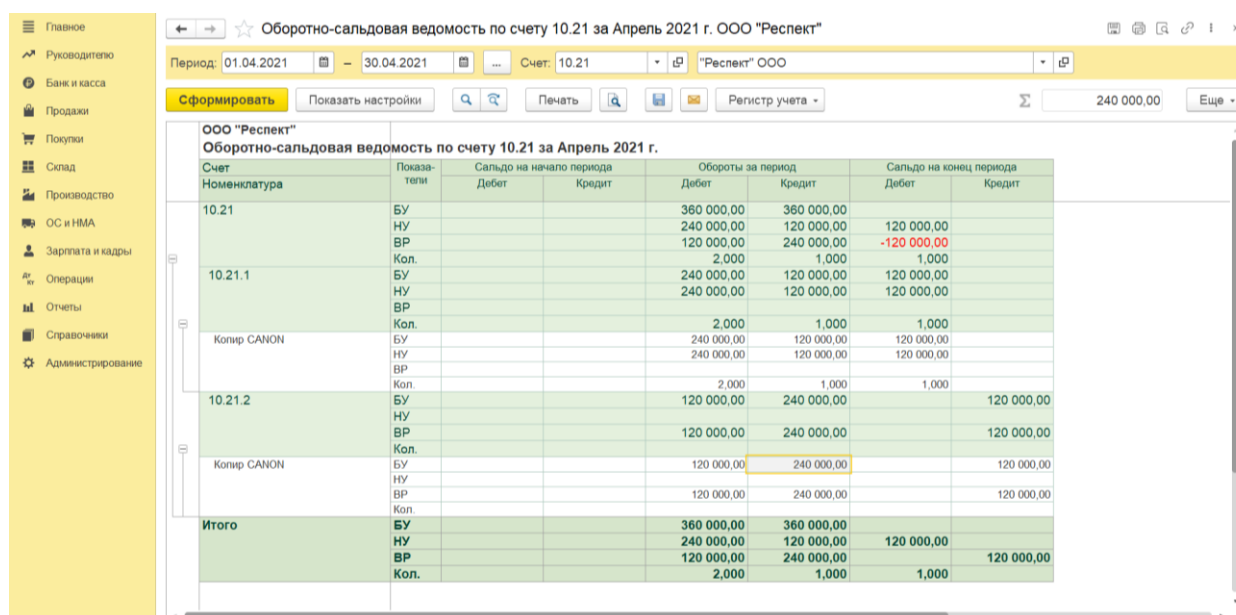 Главное
Руководителю
Банк и касса
Продажи
Покупки
Склад
Производство
ОС и НМА
Зарплата и кадры
Операции
Отчеты
Справочники
Администрирование
Оборотно-сальдовая ведомость по счету 10.21 за Апрель 2021 г. ООО "Респект"
Период: 01.04.2021 – 30.04.2021 ... Счет: 10.21 "Респект" ООО
Сформировать Показать настройки Печать Регистр учета Σ 240 000,00 Еще
ООО "Респект"
Оборотно-сальдовая ведомость по счету 10.21 за Апрель 2021 г.
Счет Показа- Сальдо на начало периода Обороты за период Сальдо на конец периода
Номенклатура тели Дебет Кредит Дебет Кредит Дебет Кредит
10.21 БУ 360 000,00 360 000,00
НУ 240 000,00 120 000,00 120 000,00
ВР 120 000,00 240 000,00 -120 000,00
Кол. 2,000 1,000 1,000
10.21.1 БУ 240 000,00 120 000,00 120 000,00
НУ 240 000,00 120 000,00 120 000,00
ВР
Кол. 2,000 1,000 1,000
Копир CANON БУ 240 000,00 120 000,00 120 000,00
НУ 240 000,00 120 000,00 120 000,00
ВР
Кол. 2,000 1,000 1,000
10.21.2 БУ 120 000,00 240 000,00 120 000,00
НУ
ВР 120 000,00 240 000,00 120 000,00
Кол.
Копир CANON БУ 120 000,00 240 000,00 120 000,00
НУ
ВР 120 000,00 240 000,00 120 000,00
Кол.
Итого БУ 360 000,00 360 000,00
НУ 240 000,00 120 000,00 120 000,00
ВР 120 000,00 240 000,00 120 000,00
Кол. 2,000 1,000 1,000